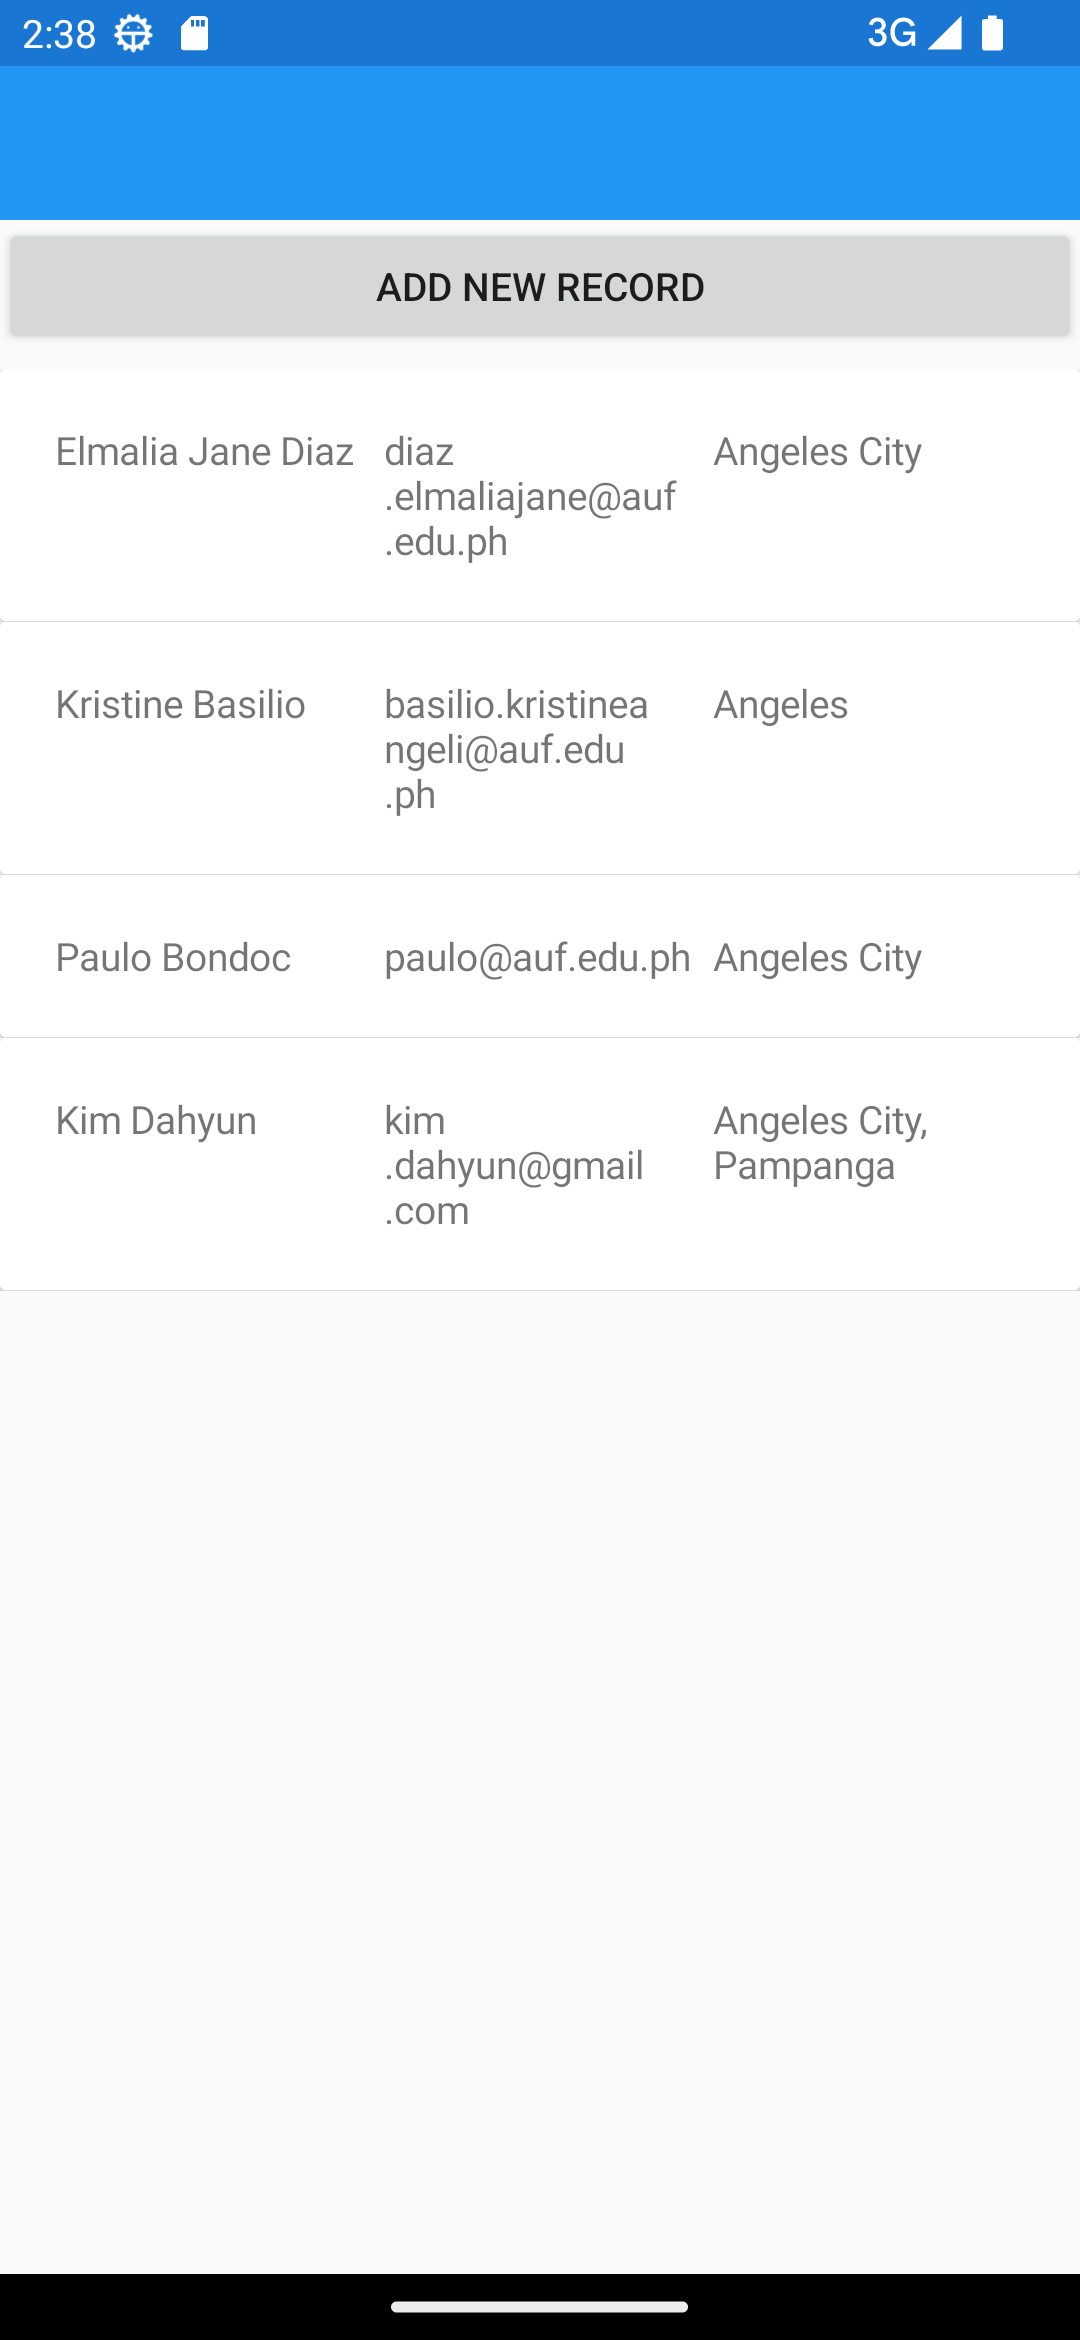 2:38 3G
ADD NEW RECORD
Elmalia Jane Diaz diaz Angeles City
.elmaliajane@auf
.edu.ph
Kristine Basilio basilio.kristinea Angeles
ngeli@auf.edu
.ph
Paulo Bondoc paulo@auf.edu.ph Angeles City
Kim Dahyun kim Angeles City,
.dahyun@gmail Pampanga
.com